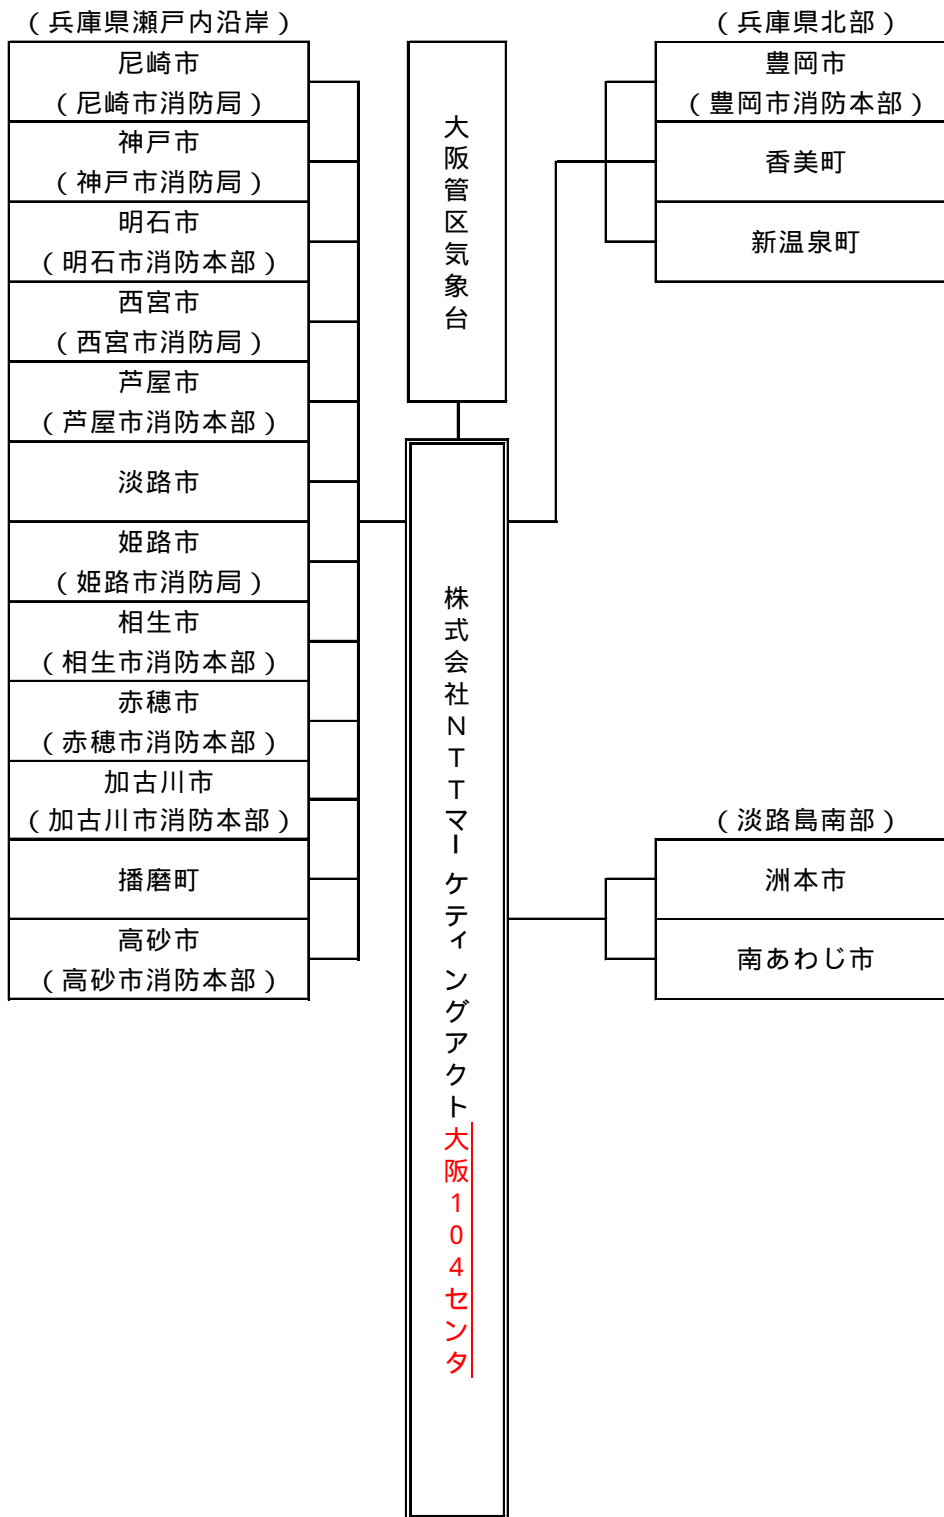 （兵庫県瀬戸内沿岸）
尼崎市
（尼崎市消防局）
神戸市
（神戸市消防局）
明石市
（明石市消防本部）
西宮市
（西宮市消防局）
芦屋市
（芦屋市消防本部）
淡路市
姫路市
（姫路市消防局）
相生市
（相生市消防本部）
赤穂市
（赤穂市消防本部）
加古川市
（加古川市消防本部）
播磨町
高砂市
（高砂市消防本部）
大阪管区気象台
株式会社ＮＴＴマーケティングアクト大阪１０４センタ
（兵庫県北部）
豊岡市
（豊岡市消防本部）
香美町
新温泉町
（淡路島南部）
洲本市
南あわじ市